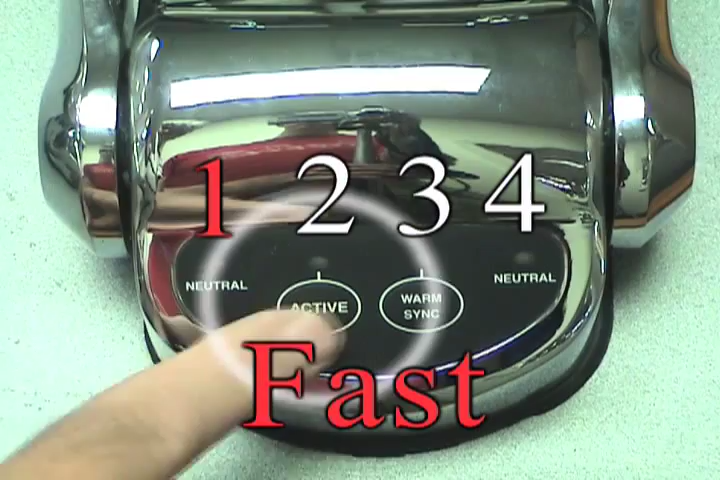 1 2 3 4
NEUTRAL
ACTIVE
WARM
SYNC
NEUTRAL
Fast